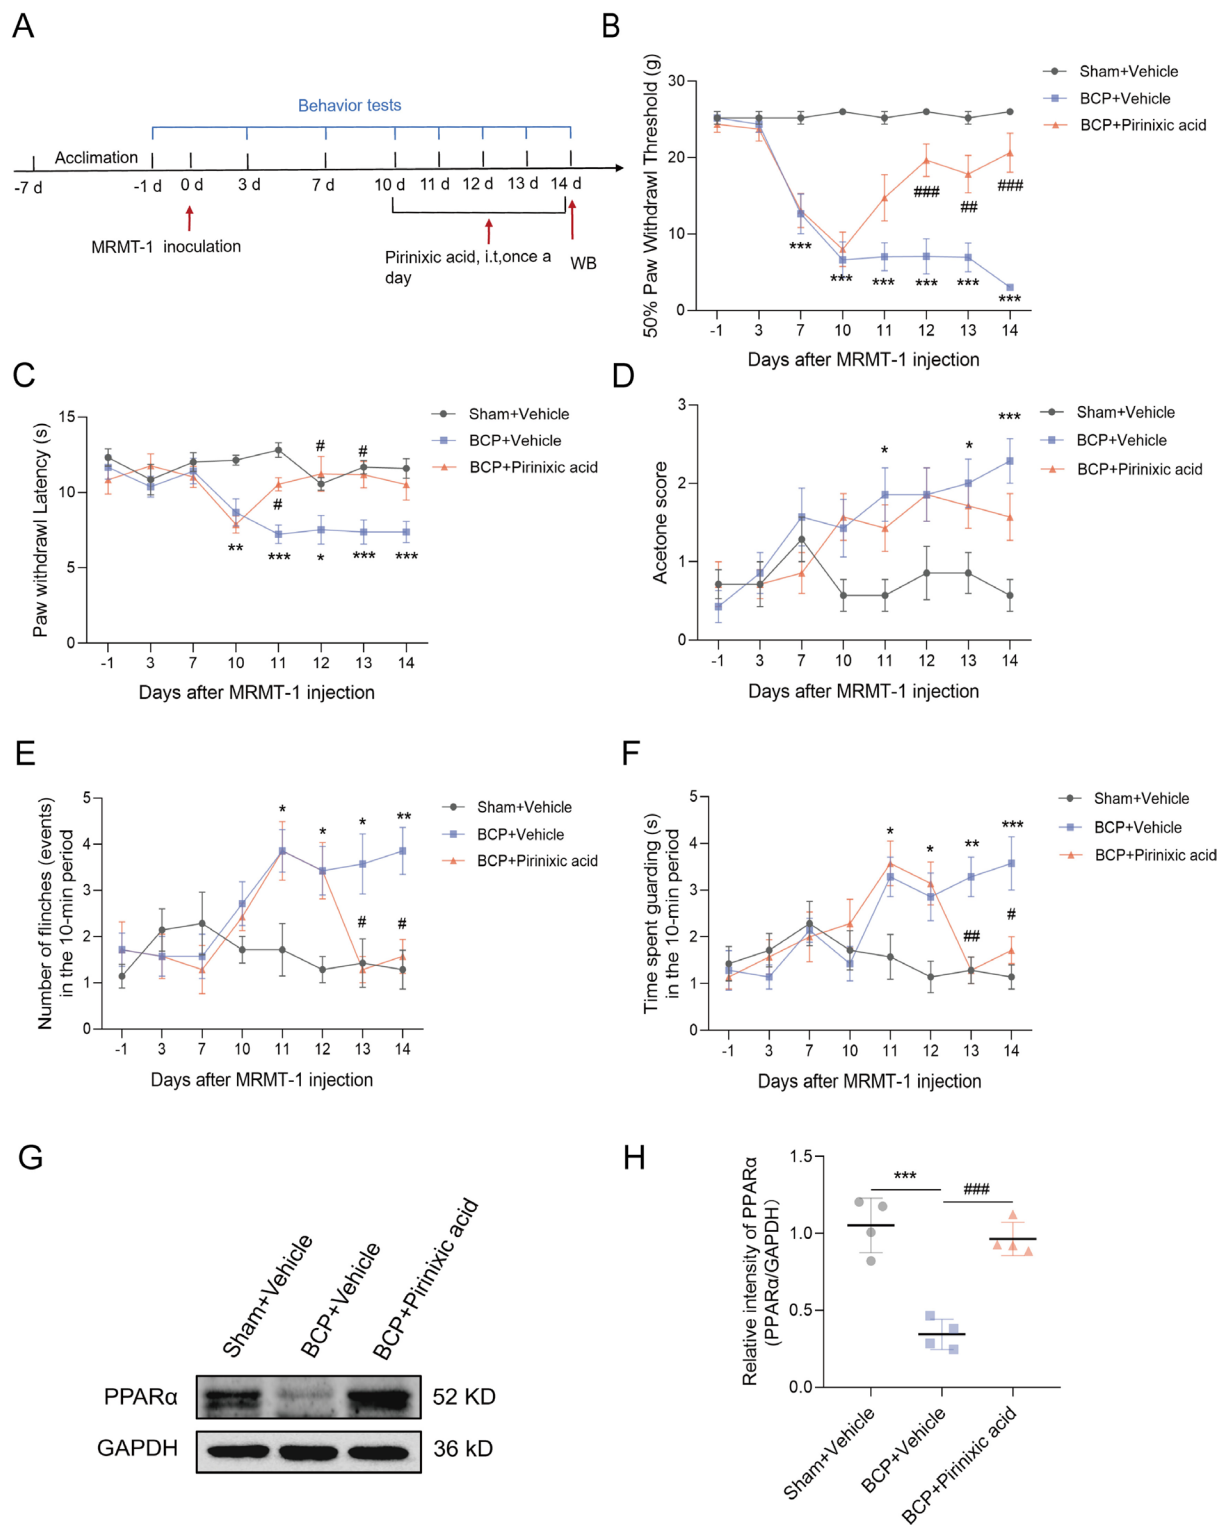 A
Behavior tests
Acclimation
-7 d
-1 d
0 d
3 d
7 d
10 d
11 d
12 d
13 d
14 d
MRMT-1 inoculation
Pirinixic acid, i.t,once a
day
WB
B
50% Paw Withdrawl Threshold (g)
30
20
10
0
Sham+Vehicle
BCP+Vehicle
BCP+Pirinixic acid
###
##
###
***
***
***
***
***
***
-1 3 7 10 11 12 13 14
Days after MRMT-1 injection
C
Paw withdrawl Latency (s)
15
10
5
0
Sham+Vehicle
BCP+Vehicle
BCP+Pirinixic acid
# #
#
**
***
*
***
***
-1 3 7 10 11 12 13 14
Days after MRMT-1 injection
D
Acetone score
3
2
1
0
Sham+Vehicle
BCP+Vehicle
BCP+Pirinixic acid
*
*
***
-1 3 7 10 11 12 13 14
Days after MRMT-1 injection
E
Number of flinches (events)
in the 10-min period
5
4
3
2
1
0
Sham+Vehicle
BCP+Vehicle
BCP+Pirinixic acid
*
*
*
**
# #
-1 3 7 10 11 12 13 14
Days after MRMT-1 injection
F
Time spent guarding (s)
in the 10-min period
5
4
3
2
1
0
Sham+Vehicle
BCP+Vehicle
BCP+Pirinixic acid
*
*
**
***
##
#
-1 3 7 10 11 12 13 14
Days after MRMT-1 injection
G
Sham+Vehicle
BCP+Vehicle
BCP+Pirinixic acid
PPARα
52 KD
GAPDH
36 kD
H
Relative intensity of PPARα
(PPARα/GAPDH)
1.5
1.0
0.5
0.0
***
###
Sham+Vehicle
BCP+Vehicle
BCP+Pirinixic acid